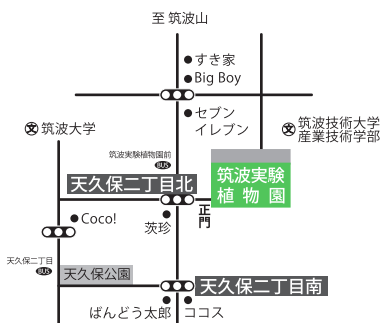 至 筑波山
すき家
Big Boy
セブン
イレブン
文 筑波技術大学
産業技術学部
文 筑波大学
筑波実験植物園前
BUS
筑波実験
植物園
天久保二丁目北
正門
Coco!
茨珍
天久保二丁目
BUS
天久保公園
天久保二丁目南
ばんどう太郎
ココス